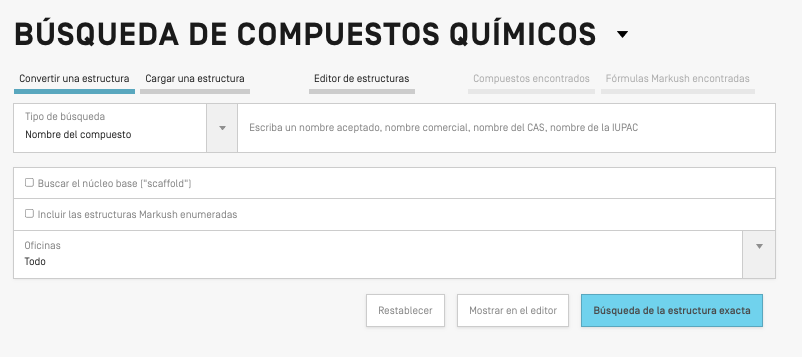 BÚSQUEDA DE COMPUESTOS QUÍMICOS
Convertir una estructura
Cargar una estructura
Editor de estructuras
Compuestos encontrados
Fórmulas Markush encontradas
Tipo de búsqueda
Nombre del compuesto
Escriba un nombre aceptado, nombre comercial, nombre del CAS, nombre de la IUPAC
Buscar el núcleo base ["scaffold"]
Incluir las estructuras Markush enumeradas
Oficinas
Todo
Restablecer
Mostrar en el editor
Búsqueda de la estructura exacta